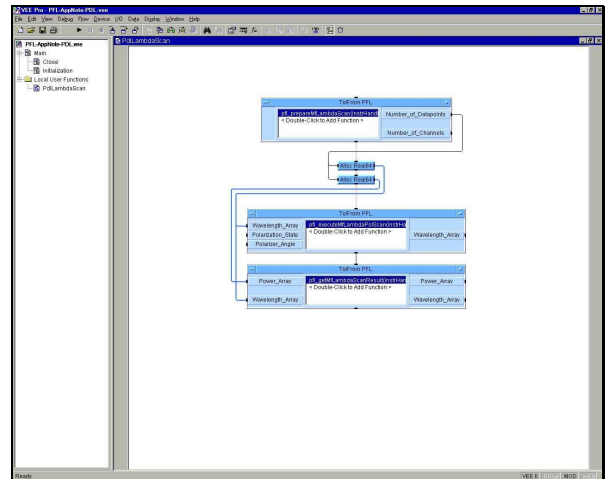 VEE Pro - PFL-AppNote-PDL.vee
File Edit View Debug Flow Device I/O Data Display Window Help
PFL-AppNote-PDL.vee
Main
Close
Initialization
Local User Functions
PdlLambdaScan
PdlLambdaScan
To/From PFL
pfl_prepareMfLambdaScan(instrHand
< Double-Click to Add Function >
Number_of_Datapoints
Number_of_Channels
Alloc Real64
Alloc Real64
To/From PFL
Wavelength_Array
Polarization_State
Polarizer_Angle
pfl_executeMfLambdaPolScan(instrHa
< Double-Click to Add Function >
Wavelength_Array
To/From PFL
Power_Array
Wavelength_Array
pfl_getMfLambdaScanResult(instrHan
< Double-Click to Add Function >
Power_Array
Wavelength_Array
Ready
VEE 6
MOD